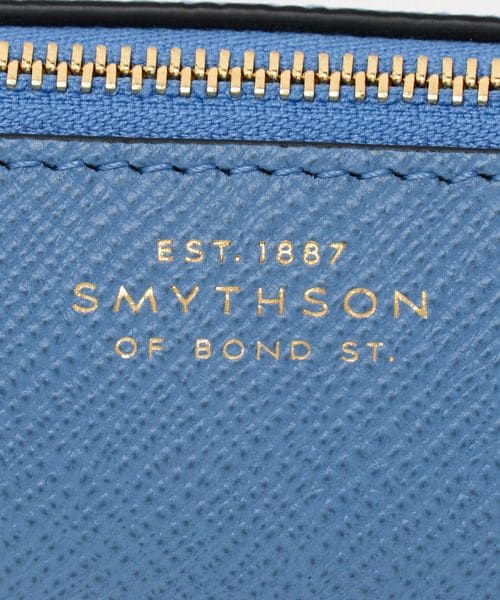 EST. 1887
SMYTHSON
OF BOND ST.